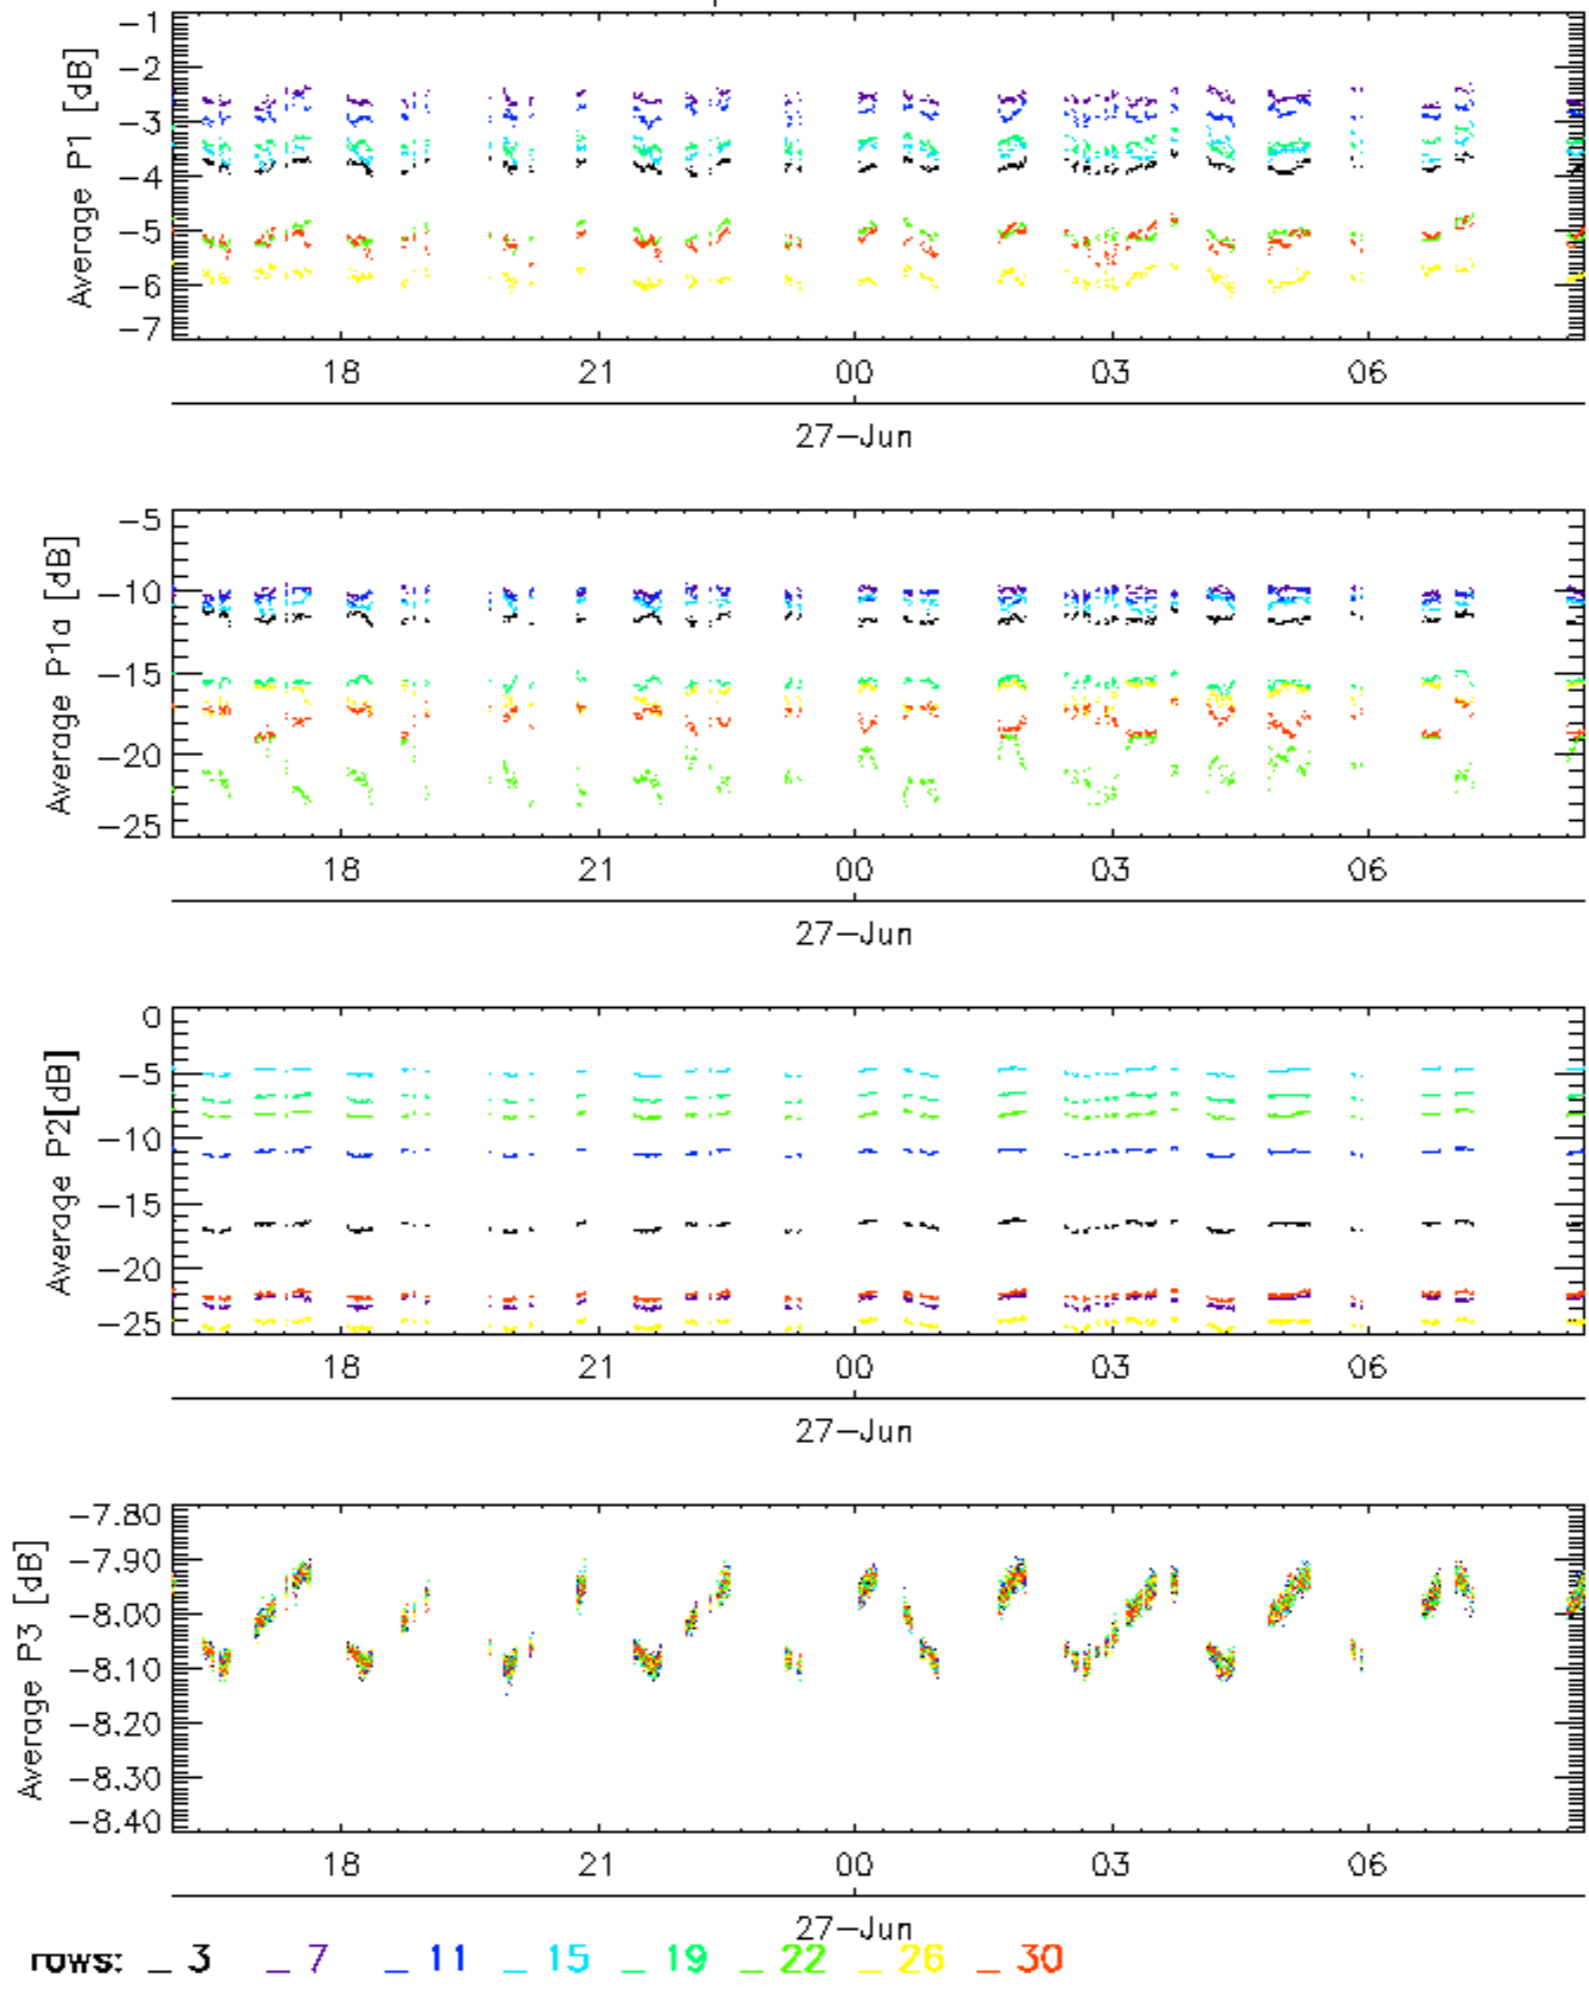 Average P1 [dB]
-1
-2
-3
-4
-5
-6
-7
18 21 00 03 06
27-Jun
Average P1a [dB]
-5
-10
-15
-20
-25
18 21 00 03 06
27-Jun
Average P2[dB]
0
-5
-10
-15
-20
-25
18 21 00 03 06
27-Jun
Average P3 [dB]
-7.80
-7.90
-8.00
-8.10
-8.20
-8.30
-8.40
18 21 00 03 06
27-Jun
rows: _ 3 _ 7 _ 11 _ 15 _ 19 _ 22 _ 26 _ 30